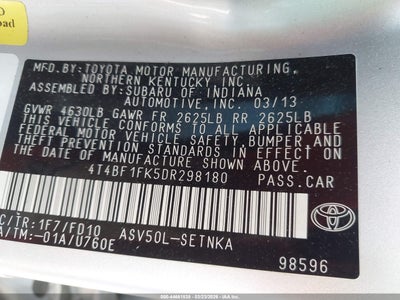 O
oad
MF'D.BY:TOYOTA MOTOR MANUFACTURING,
NORTHERN KENTUCKY,INC.
ASSEMBLED BY:SUBARU OF INDIANA
AUTOMOTIVE,INC. 03/13
GVWR 4630LB GAWR FR 2625LB RR 2625LB
THIS VEHICLE CONFORMS TO ALL APPLICABLE
FEDERAL MOTOR VEHICLE SAFETY,BUMPER,AND
THEFT PREVENTION STANDARDS IN EFFECT ON
THE DATE OF MANUFACTURE SHOWN ABOVE.
4T4BF1FK5DR298180 PASS.CAR
C/TR:1F7/FD10 ASV50L-SETNKA
A/TM:-01A/U760E
TOYOTA
98596